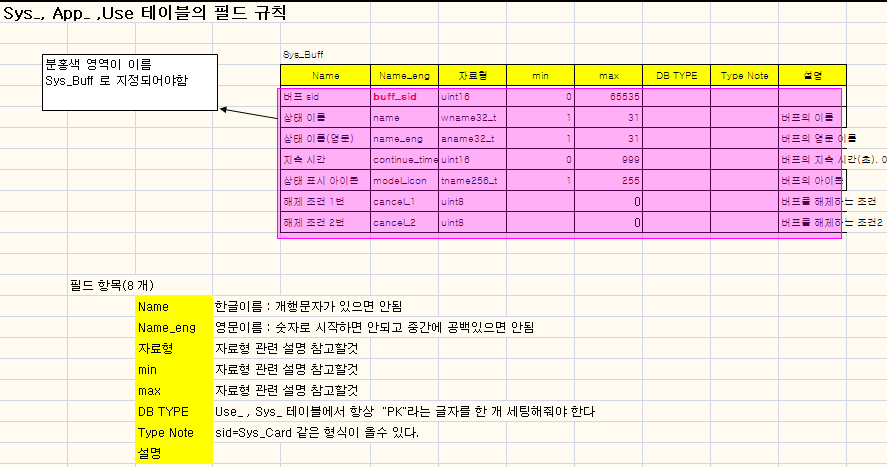 Sys_, App_ ,Use 테이블의 필드 규칙
분홍색 영역이 이름
Sys_Buff 로 지정되어야함
Sys_Buff
Name Name_eng 자료형 min max DB TYPE Type Note 설명
버프 sid buff_sid uint16 0 65535
상태 이름 name wname32_t 1 31 버프의 이름
상태 이름(영문) name_eng aname32_t 1 31 버프의 영문 이름
지속 시간 continue_time uint16 0 999 버프의 지속 시간(초).
상태 표시 아이콘 model_icon tname256_t 1 255 버프의 아이콘
해제 조건 1번 cancel_1 uint8 0 버프를 해제하는 조건
해제 조건 2번 cancel_2 uint8 0 버프를 해제하는 조건2
필드 항목(8 개)
Name 한글이름 : 개행문자가 있으면 안됨
Name_eng 영문이름 : 숫자로 시작하면 안되고 중간에 공백있으면 안됨
자료형 자료형 관련 설명 참고할것
min 자료형 관련 설명 참고할것
max 자료형 관련 설명 참고할것
DB TYPE Use_ , Sys_ 테이블에서 항상 "PK"라는 글자를 한 개 세팅해줘야 한다
Type Note sid=Sys_Card 같은 형식이 올수 있다.
설명